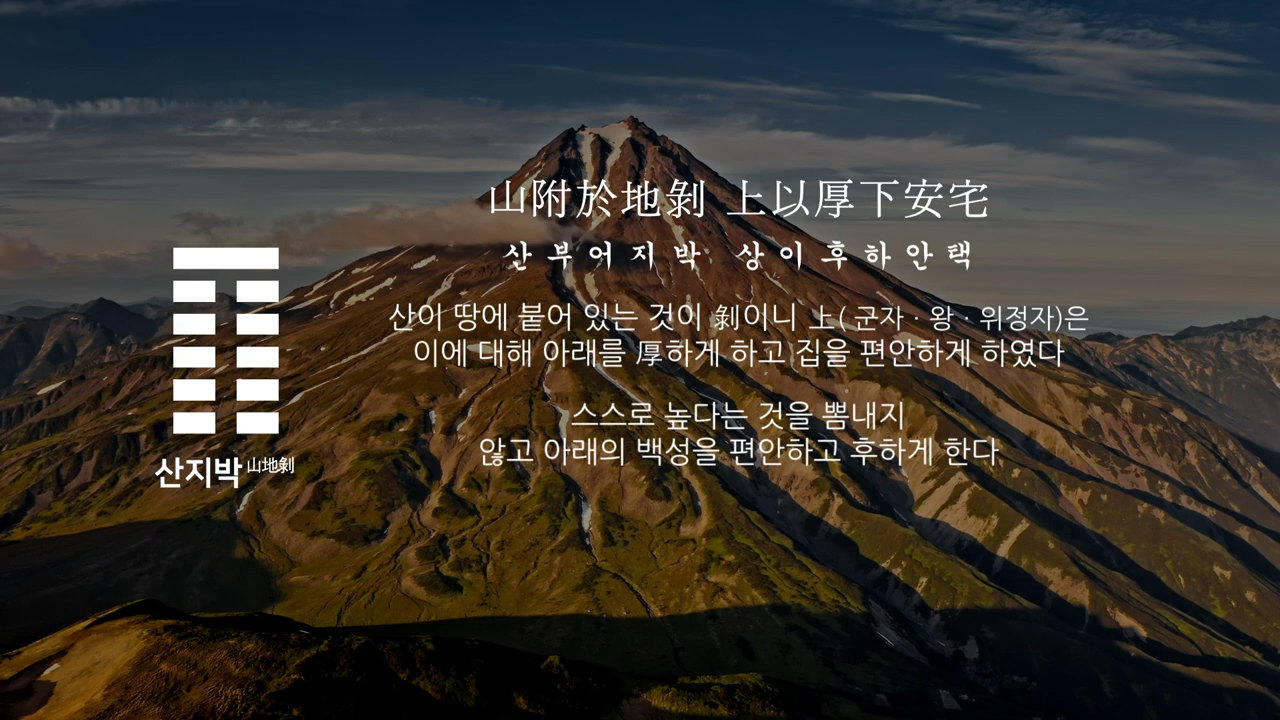 山附於地剝 上以厚下安宅
산부어지박 상이후하안택
산이 땅에 붙어 있는 것이 剝이니 上( 군자 · 왕 · 위정자)은
이에 대해 아래를 厚하게 하고 집을 편안하게 하였다
스스로 높다는 것을 뽐내지
않고 아래의 백성을 편안하고 후하게 한다
산지박 山地剝